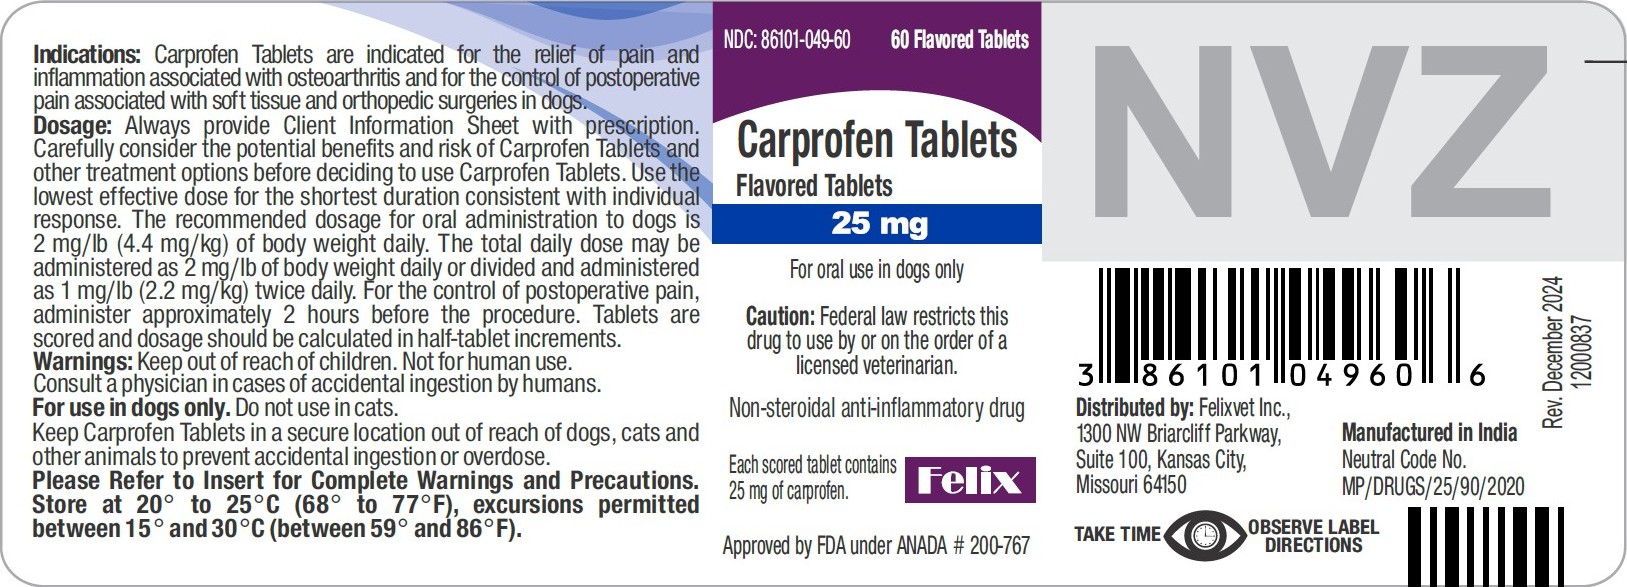 Indications: Carprofen Tablets are indicated for the relief of pain and
inflammation associated with osteoarthritis and for the control of postoperative
pain associated with soft tissue and orthopedic surgeries in dogs.
Dosage: Always provide Client Information Sheet with prescription.
Carefully consider the potential benefits and risk of Carprofen Tablets and
other treatment options before deciding to use Carprofen Tablets. Use the
lowest effective dose for the shortest duration consistent with individual
response. The recommended dosage for oral administration to dogs is
2 mg/lb (4.4 mg/kg) of body weight daily. The total daily dose may be
administered as 2 mg/lb of body weight daily or divided and administered
as 1 mg/lb (2.2 mg/kg) twice daily. For the control of postoperative pain,
administer approximately 2 hours before the procedure. Tablets are
scored and dosage should be calculated in half-tablet increments.
Warnings: Keep out of reach of children. Not for human use.
Consult a physician in cases of accidental ingestion by humans.
For use in dogs only. Do not use in cats.
Keep Carprofen Tablets in a secure location out of reach of dogs, cats and
other animals to prevent accidental ingestion or overdose.
Please Refer to Insert for Complete Warnings and Precautions.
Store at 20° to 25°C (68° to 77°F), excursions permitted
between 15° and 30°C (between 59° and 86°F).
NDC: 86101-049-60 60 Flavored Tablets
Carprofen Tablets
Flavored Tablets
25 mg
For oral use in dogs only
Caution: Federal law restricts this
drug to use by or on the order of a
licensed veterinarian.
Non-steroidal anti-inflammatory drug
Each scored tablet contains
25 mg of carprofen.
Felix
Approved by FDA under ANADA # 200-767
NVZ
3 86101 04960 6
Distributed by: Felixvet Inc.,
1300 NW Briarcliff Parkway,
Suite 100, Kansas City,
Missouri 64150
Manufactured in India
Neutral Code No.
MP/DRUGS/25/90/2020
Rev. December 2024
12000837
TAKE TIME OBSERVE LABEL
DIRECTIONS